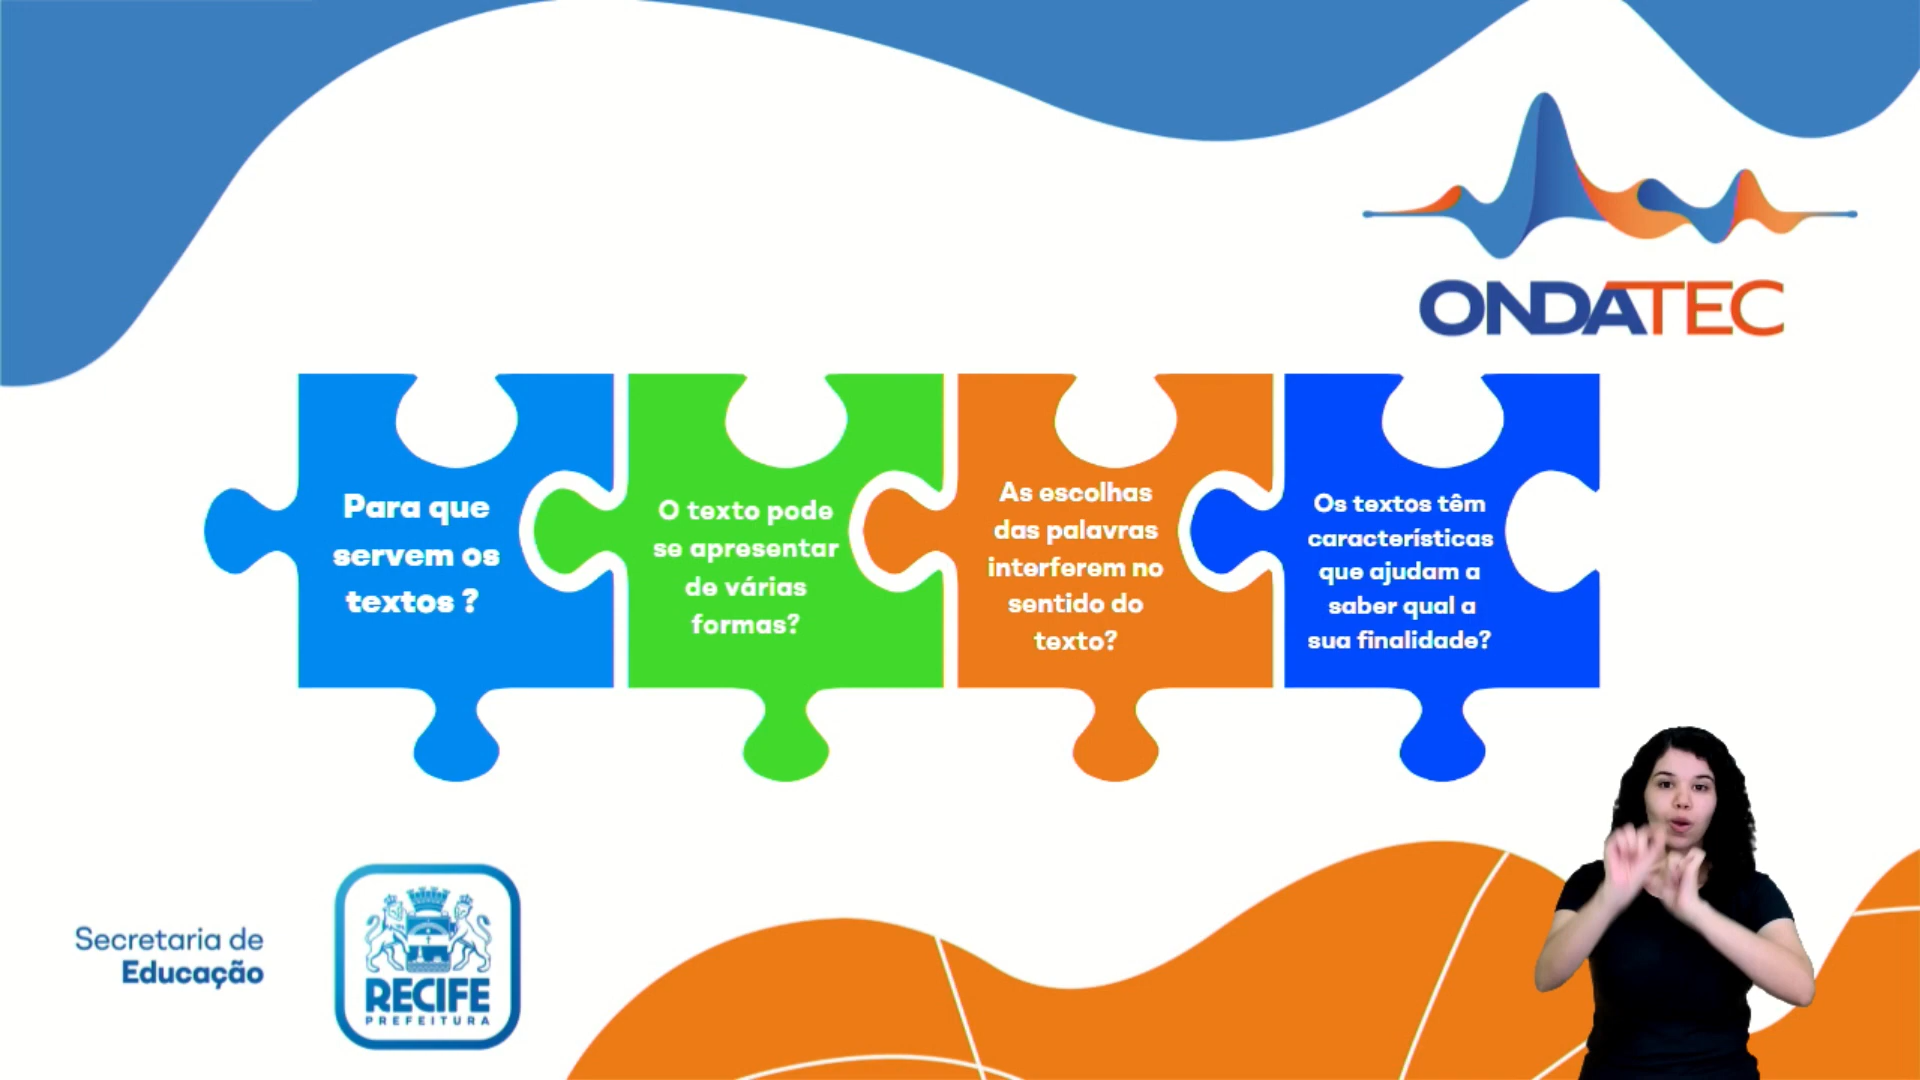 ONDATEC
Para que
servem os
textos ?
O texto pode
se apresentar
de várias
formas?
As escolhas
das palavras
interferem no
sentido do
texto?
Os textos têm
características
que ajudam a
saber qual a
sua finalidade?
Secretaria de
Educação
RECIFE
PREFEITURA